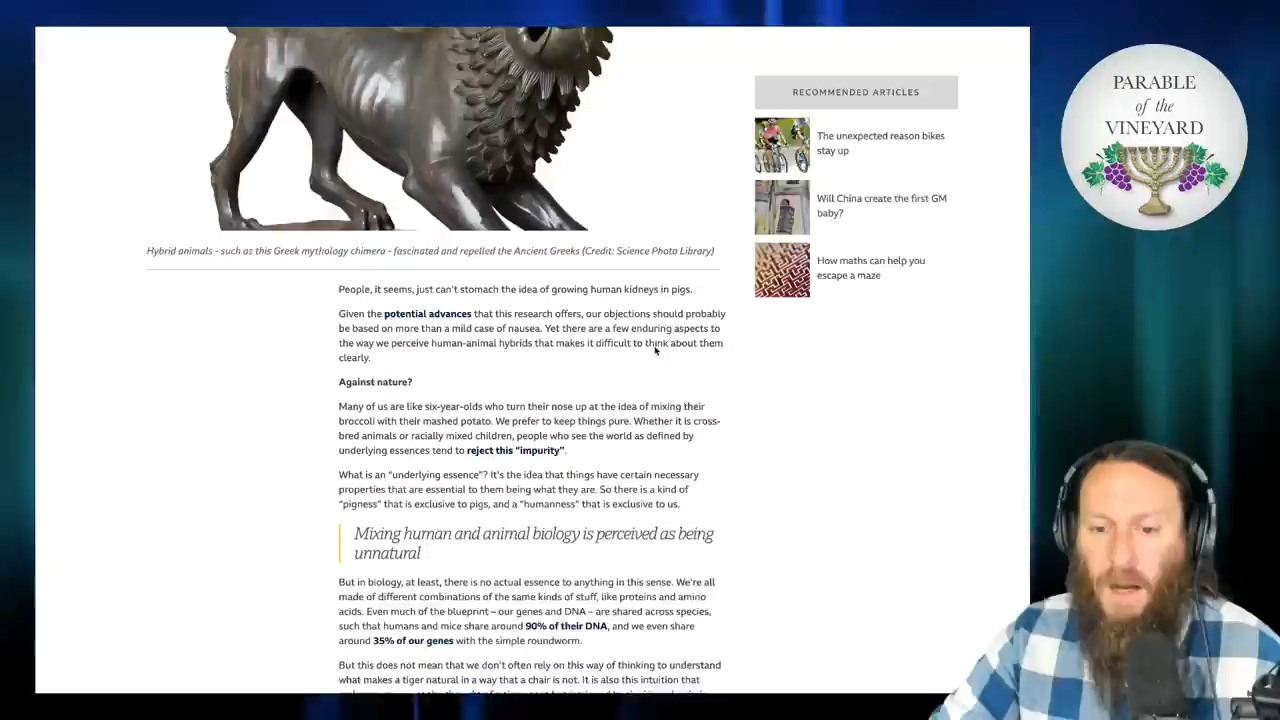 RECOMMENDED ARTICLES
The unexpected reason bikes
stay up
Will China create the first GM
baby?
How maths can help you
escape a maze
PARABLE
of the
VINEYARD
Hybrid animals - such as this Greek mythology chimera - fascinated and repelled the Ancient Greeks (Credit: Science Photo Library)
People, it seems, just can't stomach the idea of growing human kidneys in pigs.
Given the potential advances that this research offers, our objections should probably
be based on more than a mild case of nausea. Yet there are a few enduring aspects to
the way we perceive human-animal hybrids that makes it difficult to think about them
clearly.
Against nature?
Many of us are like six-year-olds who turn their nose up at the idea of mixing their
broccoli with their mashed potato. We prefer to keep things pure. Whether it is cross-
bred animals or racially mixed children, people who see the world as defined by
underlying essences tend to reject this "impurity".
What is an "underlying essence"? It's the idea that things have certain necessary
properties that are essential to them being what they are. So there is a kind of
"pigness" that is exclusive to pigs, and a "humanness" that is exclusive to us.
Mixing human and animal biology is perceived as being
unnatural
But in biology, at least, there is no actual essence to anything in this sense. We're all
made of different combinations of the same kinds of stuff, like proteins and amino
acids. Even much of the blueprint – our genes and DNA – are shared across species,
such that humans and mice share around 90% of their DNA, and we even share
around 35% of our genes with the simple roundworm.
But this does not mean that we don't often rely on this way of thinking to understand
what makes a tiger natural in a way that a chair is not. It is also this intuition that